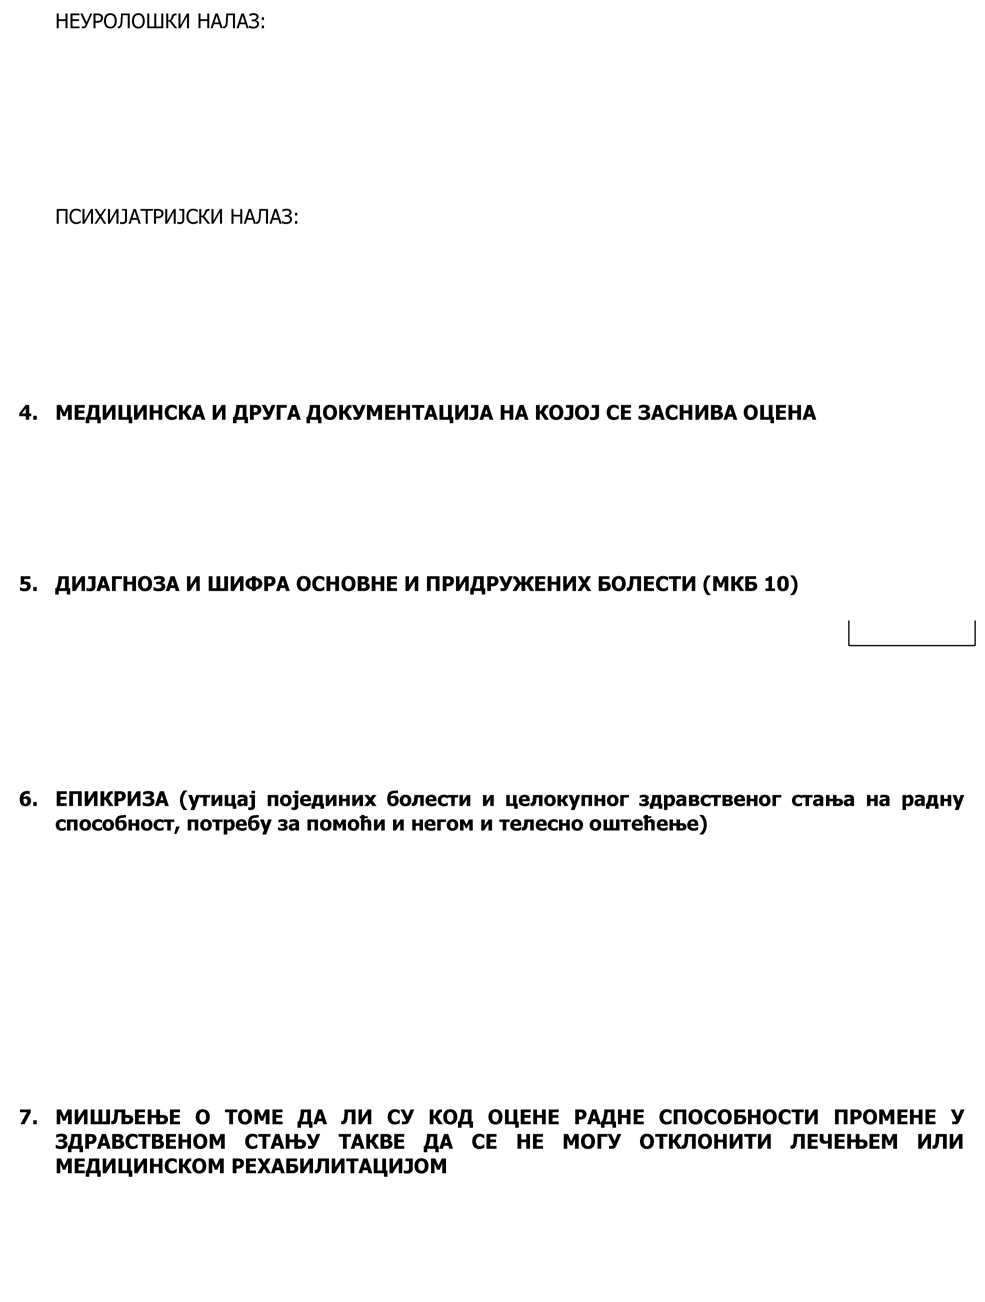 НЕУРОЛОШКИ НАЛАЗ:
ПСИХИЈАТРИЈСКИ НАЛАЗ:
4. МЕДИЦИНСКА И ДРУГА ДОКУМЕНТАЦИЈА НА КОЈОЈ СЕ ЗАСНИВА ОЦЕНА
5. ДИЈАГНОЗА И ШИФРА ОСНОВНЕ И ПРИДРУЖЕНИХ БОЛЕСТИ (МКБ 10)
6. ЕПИКРИЗА (утицај појединих болести и целокупног здравственог стања на радну
способност, потребу за помоћи и негом и телесно оштећење)
7. МИШЉЕЊЕ О ТОМЕ ДА ЛИ СУ КОД ОЦЕНЕ РАДНЕ СПОСОБНОСТИ ПРОМЕНЕ У
ЗДРАВСТВЕНОМ СТАЊУ ТАКВЕ ДА СЕ НЕ МОГУ ОТКЛОНИТИ ЛЕЧЕЊЕМ ИЛИ
МЕДИЦИНСКОМ РЕХАБИЛИТАЦИЈОМ